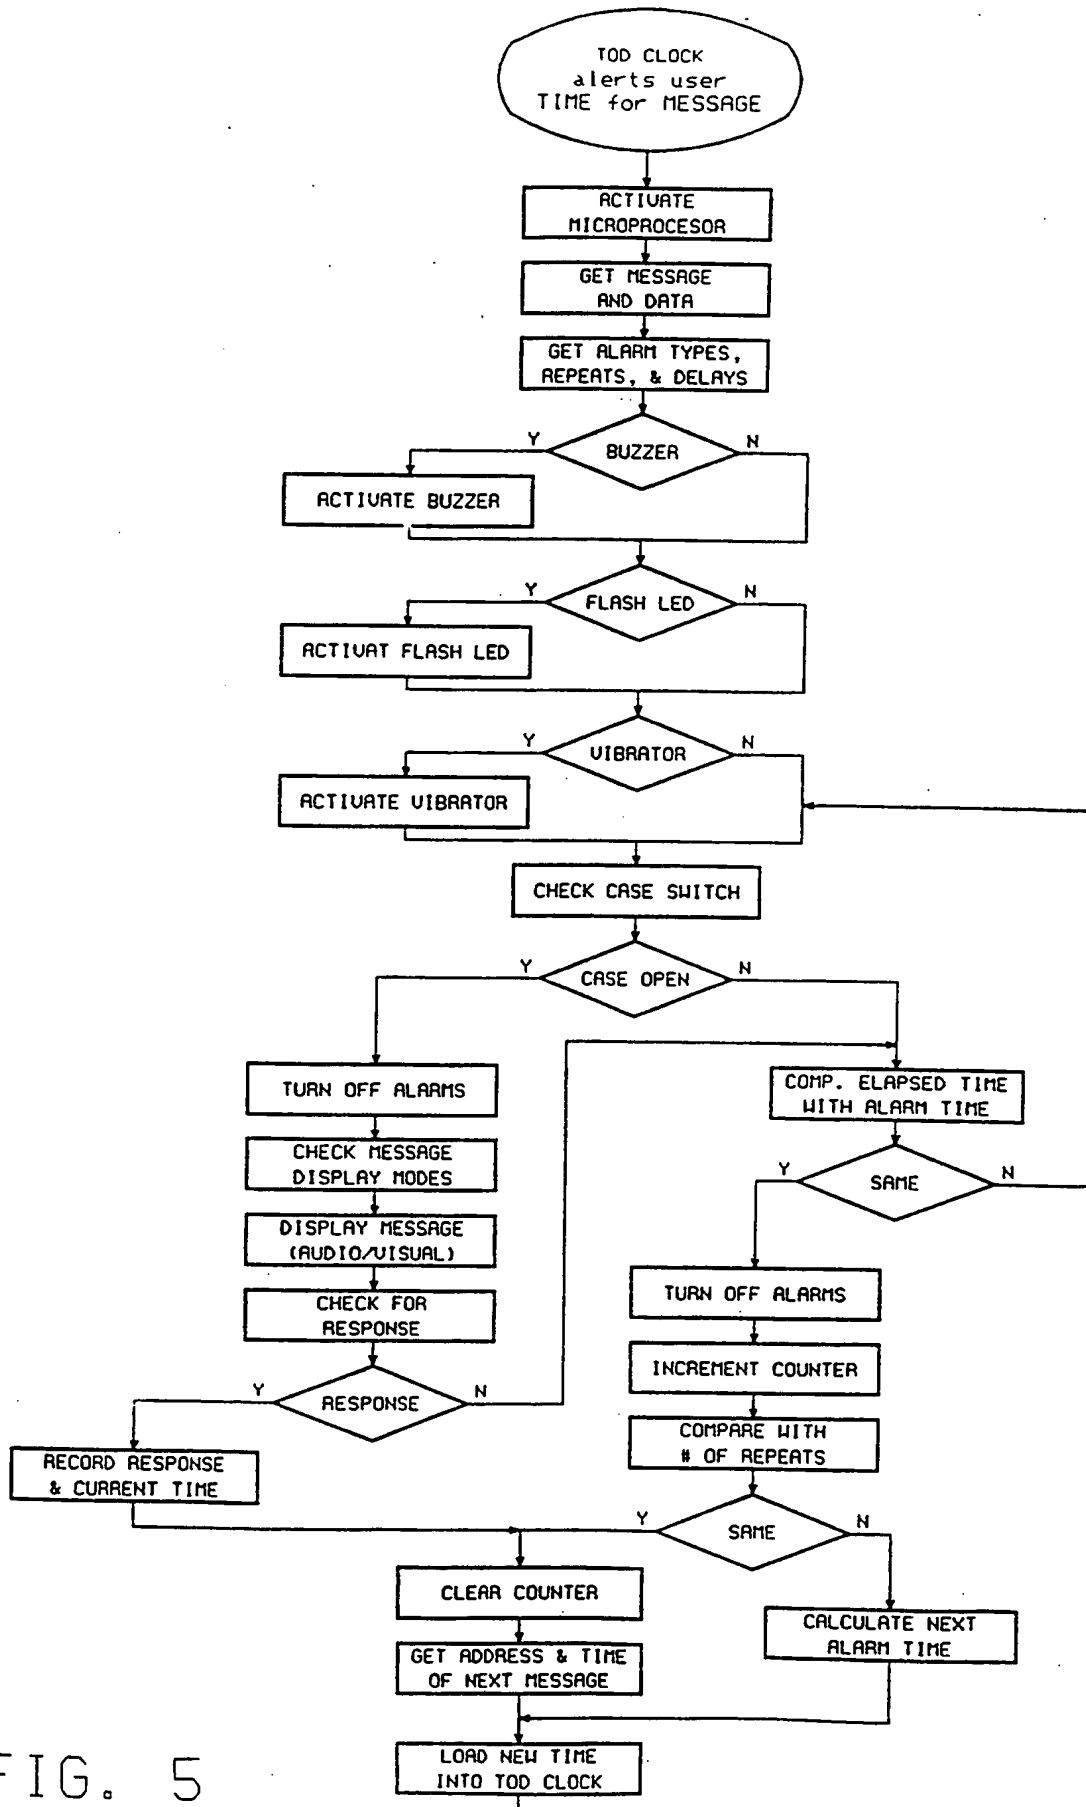 TOD CLOCK
alerts user
TIME for MESSAGE
ACTIVATE
MICROPROCESOR
GET MESSAGE
AND DATA
GET ALARM TYPES,
REPEATS, & DELAYS
Y
BUZZER
N
ACTIVATE BUZZER
Y
FLASH LED
N
ACTIVAT FLASH LED
Y
VIBRATOR
N
ACTIVATE VIBRATOR
CHECK CASE SWITCH
Y
CASE OPEN
N
TURN OFF ALARMS
COMP. ELAPSED TIME
WITH ALARM TIME
CHECK MESSAGE
DISPLAY MODES
Y
SAME
N
DISPLAY MESSAGE
(AUDIO/VISUAL)
TURN OFF ALARMS
CHECK FOR
RESPONSE
INCREMENT COUNTER
Y
RESPONSE
N
COMPARE WITH
# OF REPEATS
RECORD RESPONSE
& CURRENT TIME
Y
SAME
N
CLEAR COUNTER
CALCULATE NEXT
ALARM TIME
GET ADDRESS & TIME
OF NEXT MESSAGE
LOAD NEW TIME
INTO TOD CLOCK
FIG. 5